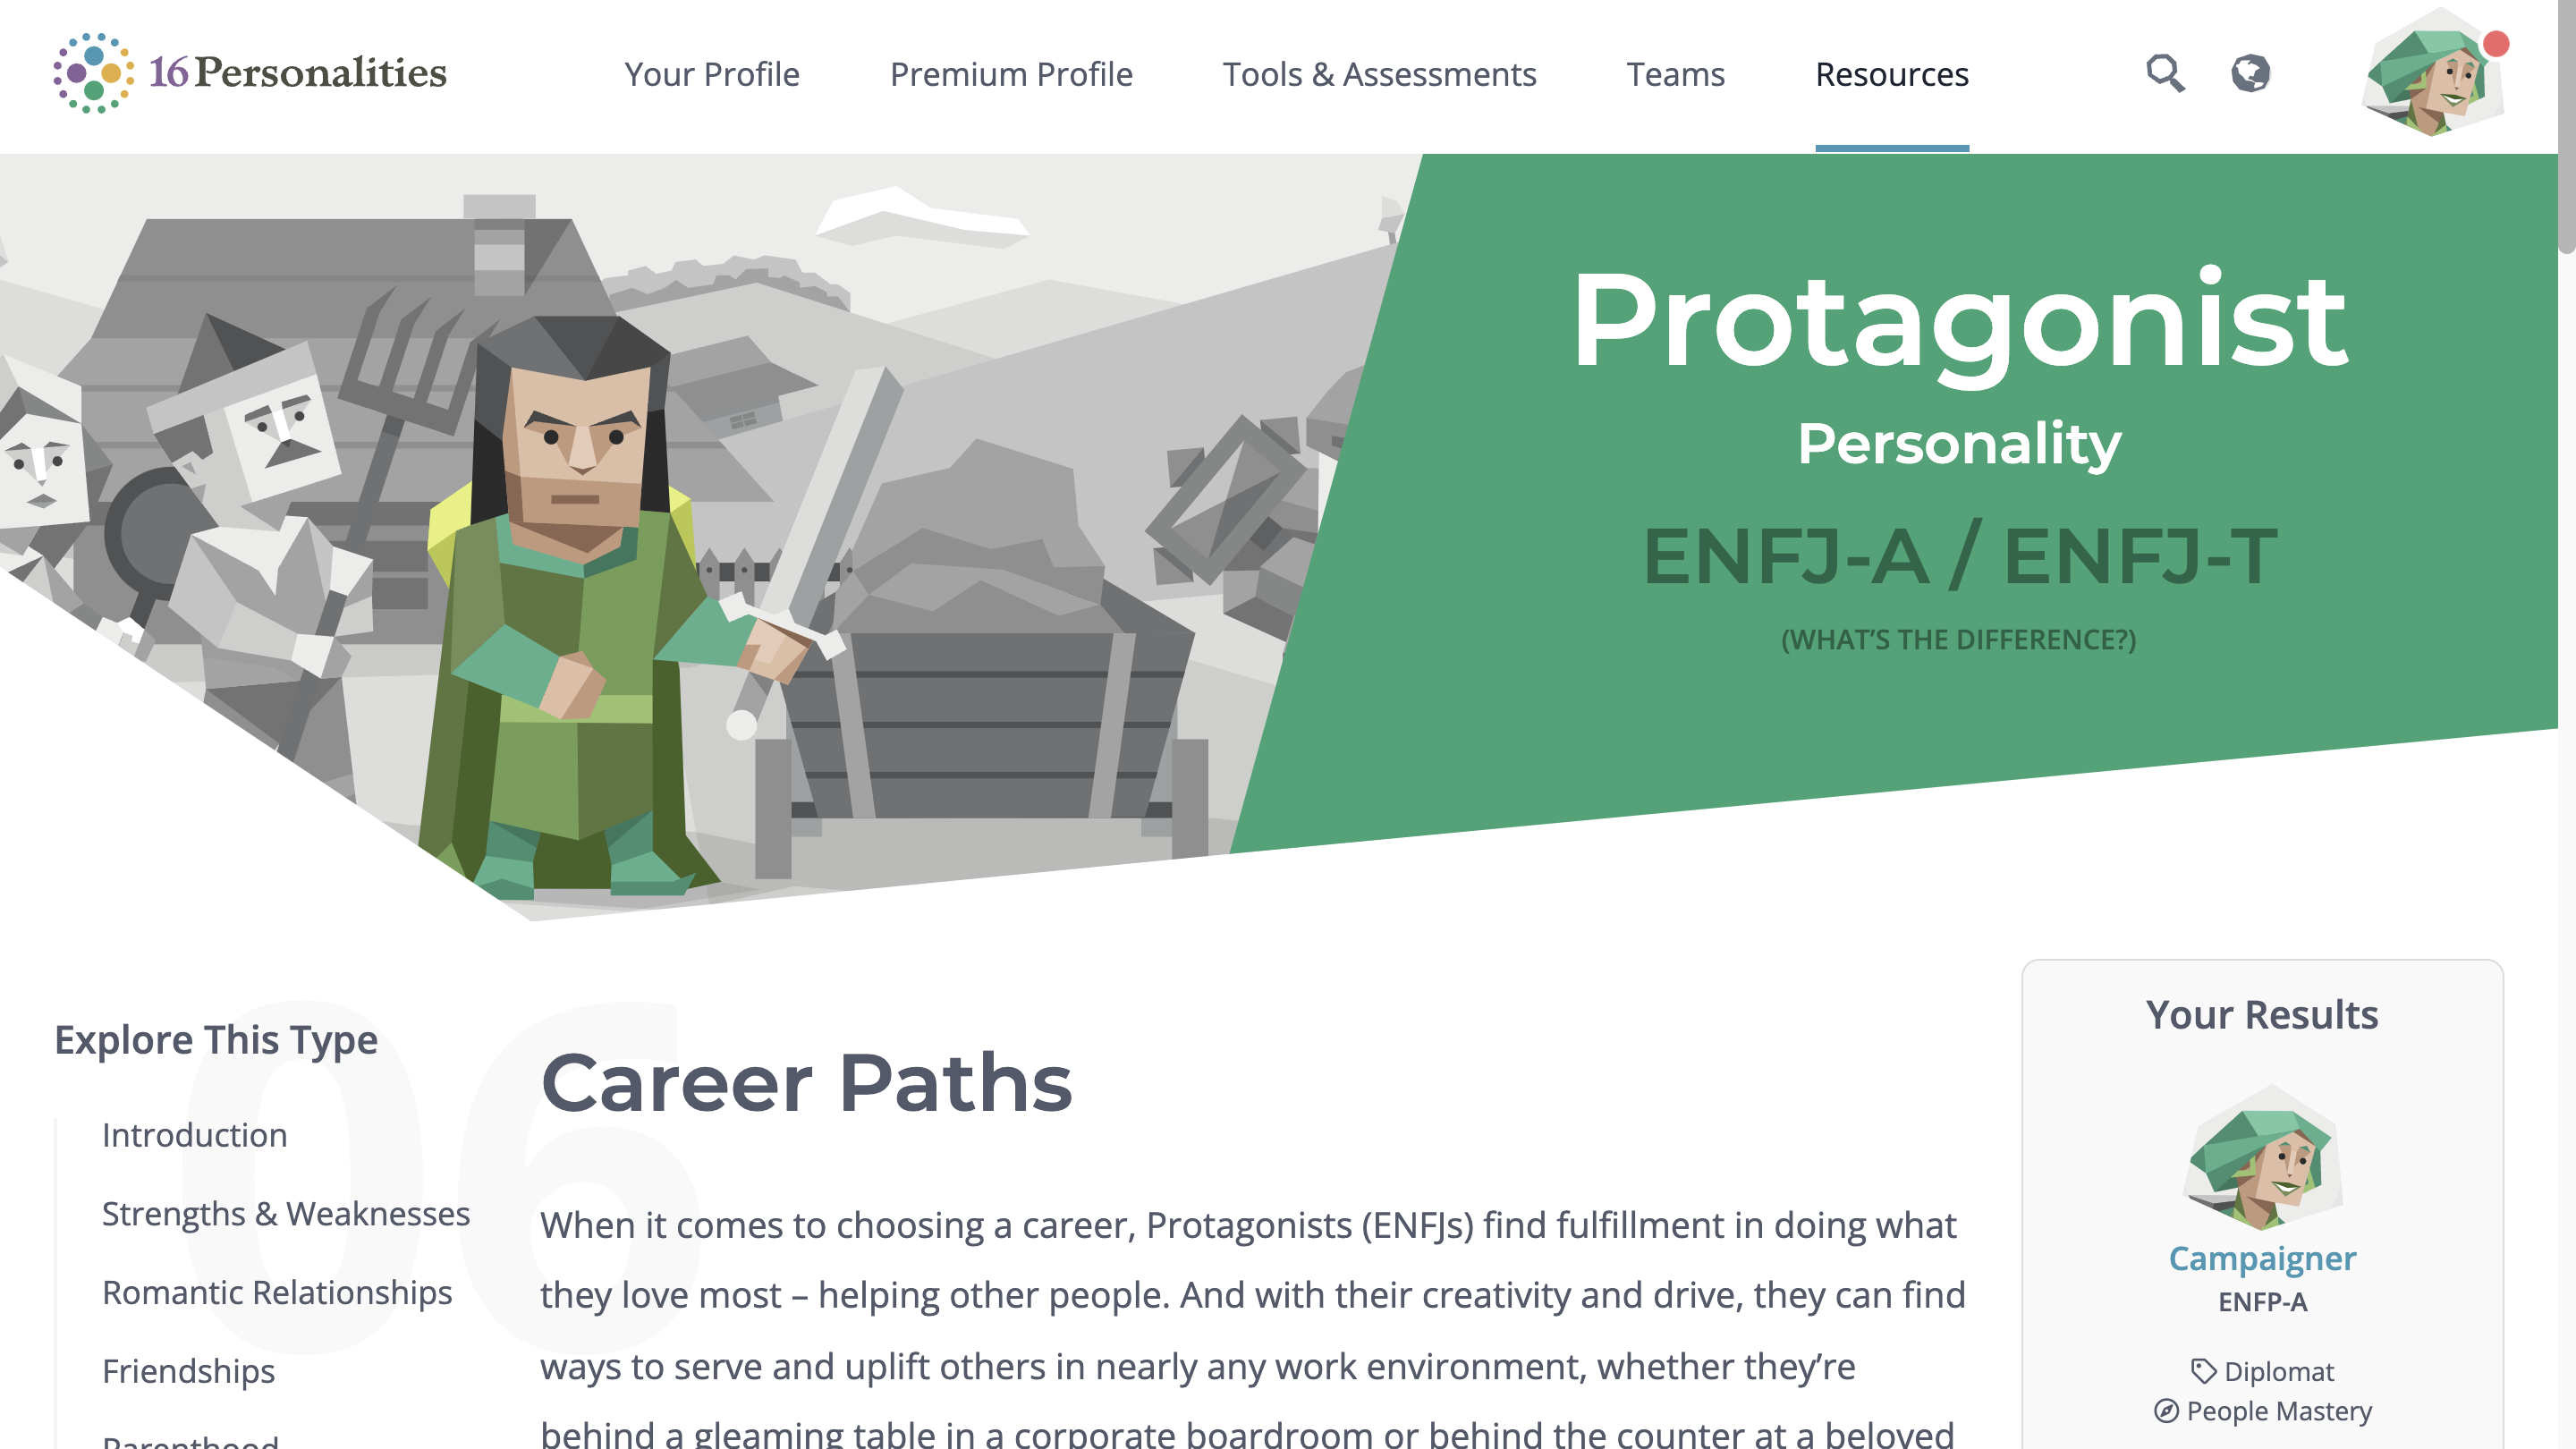 16Personalities
Your Profile
Premium Profile
Tools & Assessments
Teams
Resources
Protagonist
Personality
ENFJ-A / ENFJ-T
(WHAT’S THE DIFFERENCE?)
06
Explore This Type
Introduction
Strengths & Weaknesses
Romantic Relationships
Friendships
Parenthood
Career Paths
When it comes to choosing a career, Protagonists (ENFJs) find fulfillment in doing what
they love most – helping other people. And with their creativity and drive, they can find
ways to serve and uplift others in nearly any work environment, whether they’re
behind a gleaming table in a corporate boardroom or behind the counter at a beloved
Your Results
Campaigner
ENFP-A
Diplomat
People Mastery